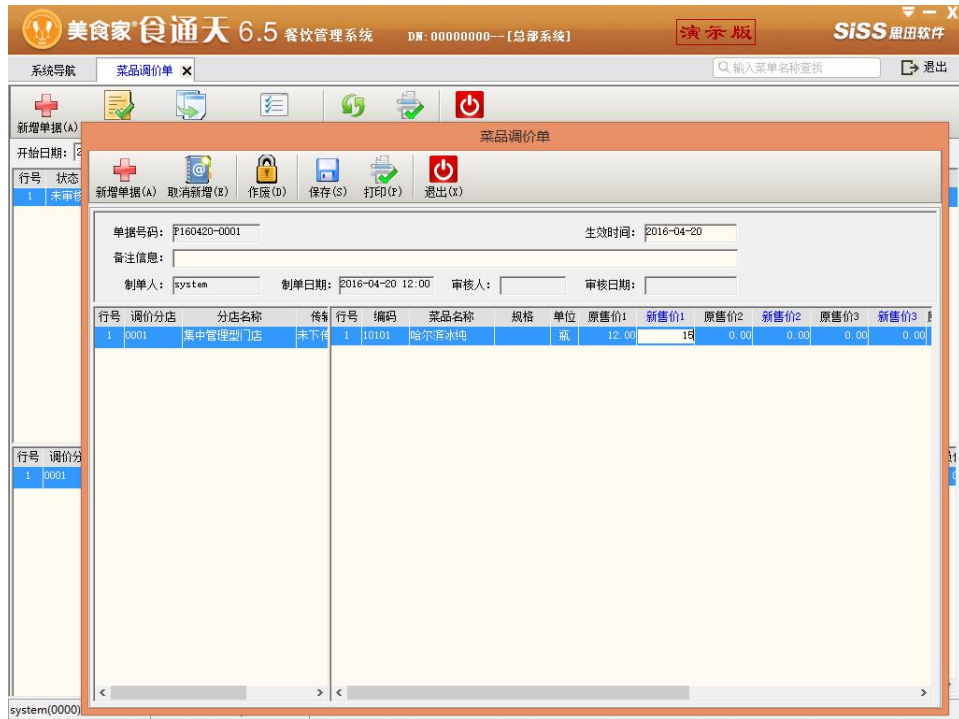 美食家®食通天 6.5 餐饮管理系统 DW:00000000--[总部系统] 演示版 SiSS 思迅软件
系统导航 菜品调价单 输入菜单名称查找 退出
新增单据(A)
菜品调价单
开始日期: 2
行号 状态
1 未审核
新增单据(A) 取消新增(E) 作废(D) 保存(S) 打印(P) 退出(X)
单据号码: P160420-0001 生效时间: 2016-04-20
备注信息:
制单人: system 制单日期: 2016-04-20 12:00 审核人: 审核日期:
行号 调价分店 分店名称 行号 编码 菜品名称 规格 单位 原售价1 新售价1 原售价2 新售价2 原售价3 新售价3
1 0001 集中管理型门店 未下传 1 10101 哈尔滨冰纯 瓶 12.00 15 0.00 0.00 0.00 0.00
行号 调价分
1 0001
system(0000)